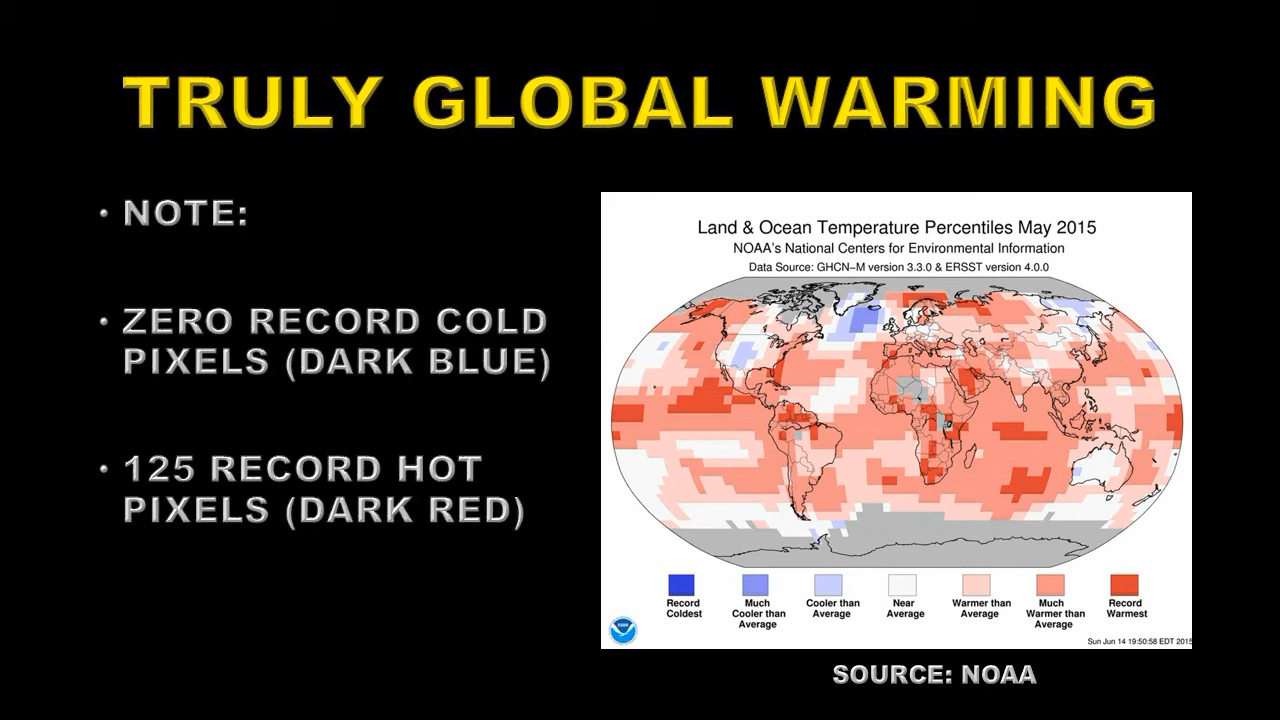 TRULY GLOBAL WARMING
• NOTE:
• ZERO RECORD COLD
PIXELS (DARK BLUE)
• 125 RECORD HOT
PIXELS (DARK RED)
Land & Ocean Temperature Percentiles May 2015
NOAA's National Centers for Environmental Information
Data Source: GHCN–M version 3.3.0 & ERSST version 4.0.0
Record
Coldest
Much
Cooler than
Average
Cooler than
Average
Near
Average
Warmer than
Average
Much
Warmer than
Average
Record
Warmest
NOAA
Sun Jun 14 19:50:58 EDT 2015
SOURCE: NOAA